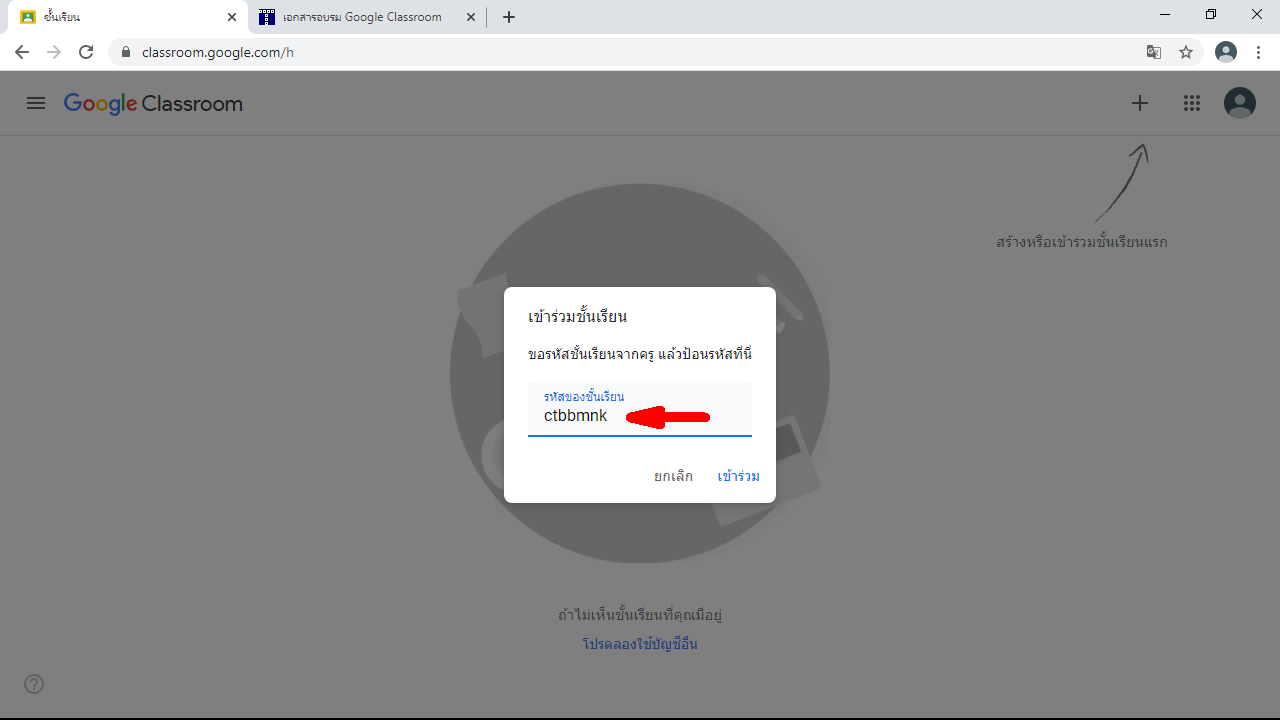 ชั้นเรียน
เอกสารอบรม Google Classroom
classroom.google.com/h
Google Classroom
สร้างหรือเข้าร่วมชั้นเรียนแรก
เข้าร่วมชั้นเรียน
ขอรหัสชั้นเรียนจากครู แล้วป้อนรหัสที่นี่
รหัสของชั้นเรียน
ctbbmnk
ยกเลิก เข้าร่วม
ถ้าไม่เห็นชั้นเรียนที่คุณมีอยู่
โปรดลองใช้บัญชีอื่น